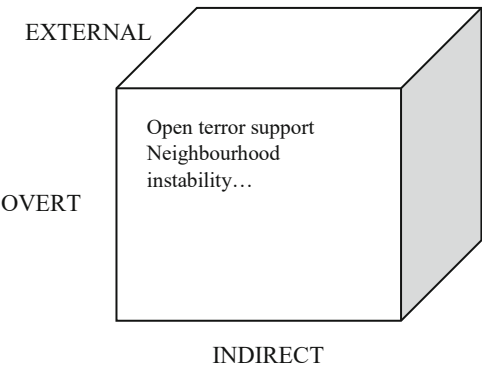 EXTERNAL
Open terror support
Neighbourhood
instability…
OVERT
INDIRECT